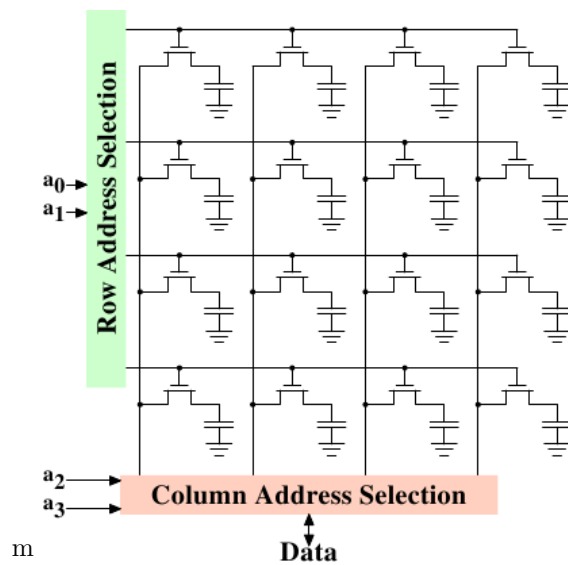 Row Address Selection
a0
a1
a2
a3
Column Address Selection
m
Data